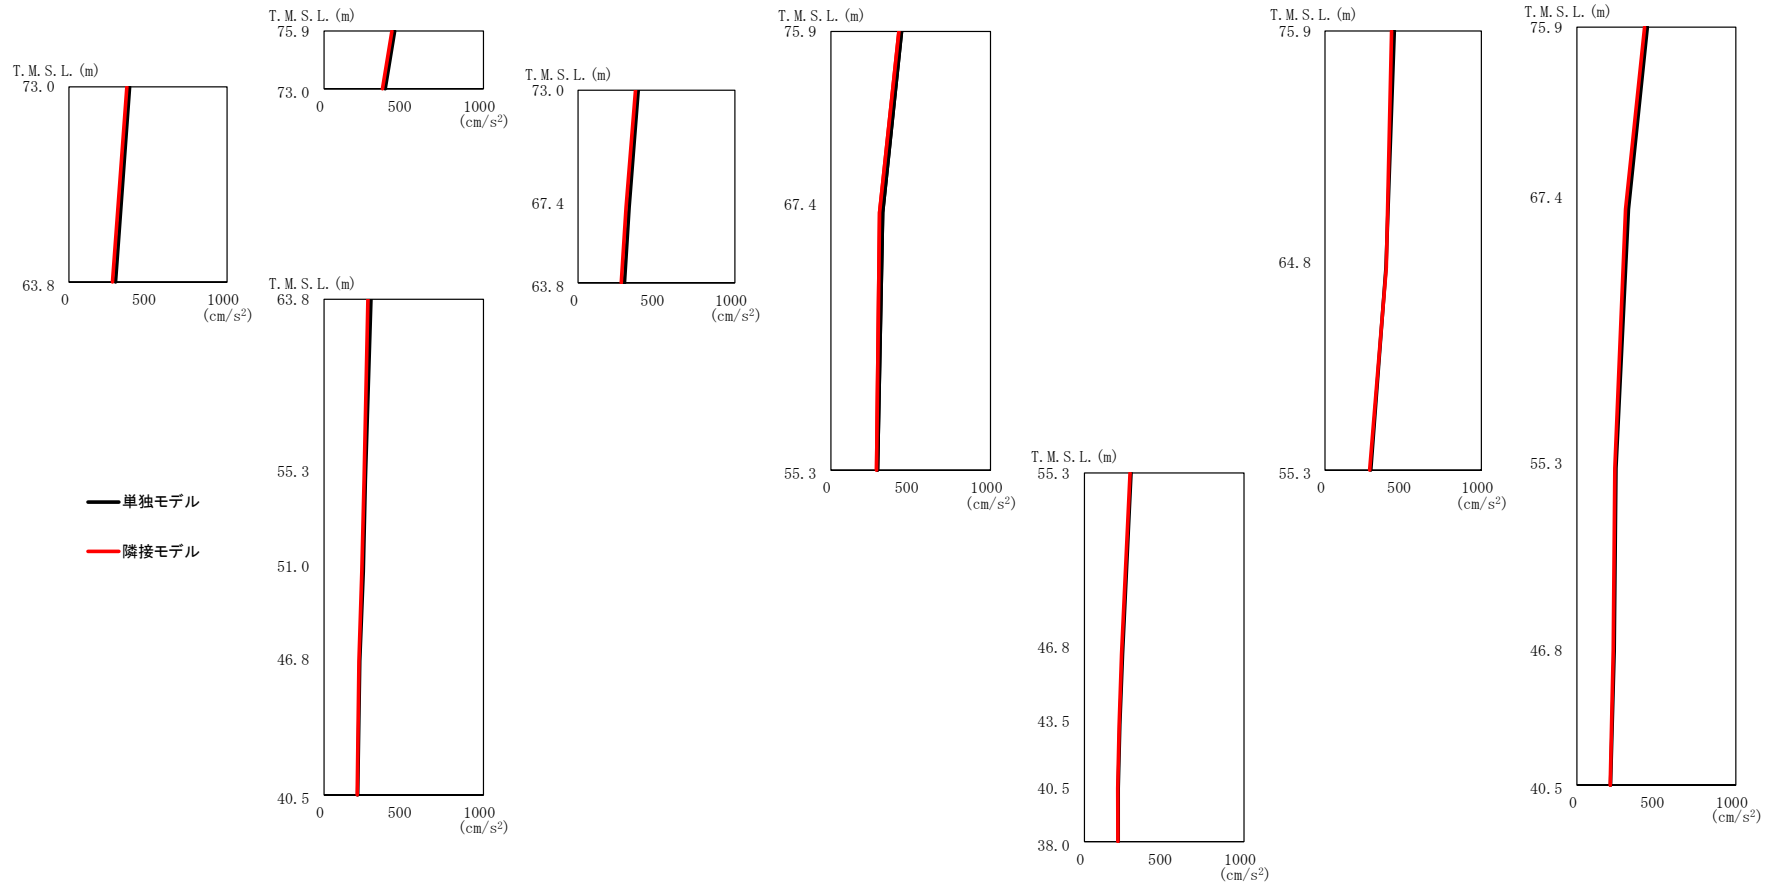 T.M.S.L.(m)
73.0
63.8
0 500 1000
(cm/s²)
T.M.S.L.(m)
75.9
73.0
0 500 1000
(cm/s²)
T.M.S.L.(m)
63.8
55.3
51.0
46.8
40.5
0 500 1000
(cm/s²)
単独モデル
隣接モデル
T.M.S.L.(m)
73.0
67.4
63.8
0 500 1000
(cm/s²)
T.M.S.L.(m)
75.9
67.4
55.3
0 500 1000
(cm/s²)
T.M.S.L.(m)
55.3
46.8
43.5
40.5
38.0
0 500 1000
(cm/s²)
T.M.S.L.(m)
75.9
64.8
55.3
0 500 1000
(cm/s²)
T.M.S.L.(m)
75.9
67.4
55.3
46.8
40.5
0 500 1000
(cm/s²)